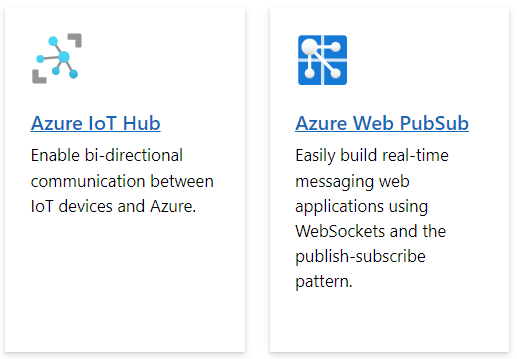 Azure IoT Hub
Enable bi-directional
communication between
IoT devices and Azure.
Azure Web PubSub
Easily build real-time
messaging web
applications using
WebSockets and the
publish-subscribe
pattern.